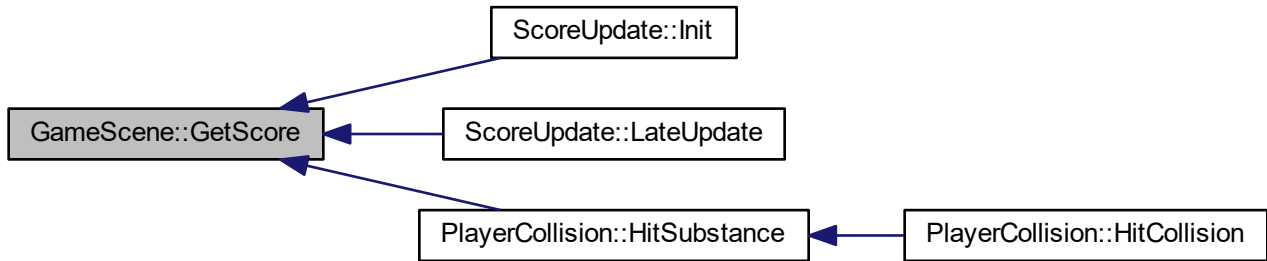 ScoreUpdate::Init
GameScene::GetScore
ScoreUpdate::LateUpdate
PlayerCollision::HitSubstance
PlayerCollision::HitCollision